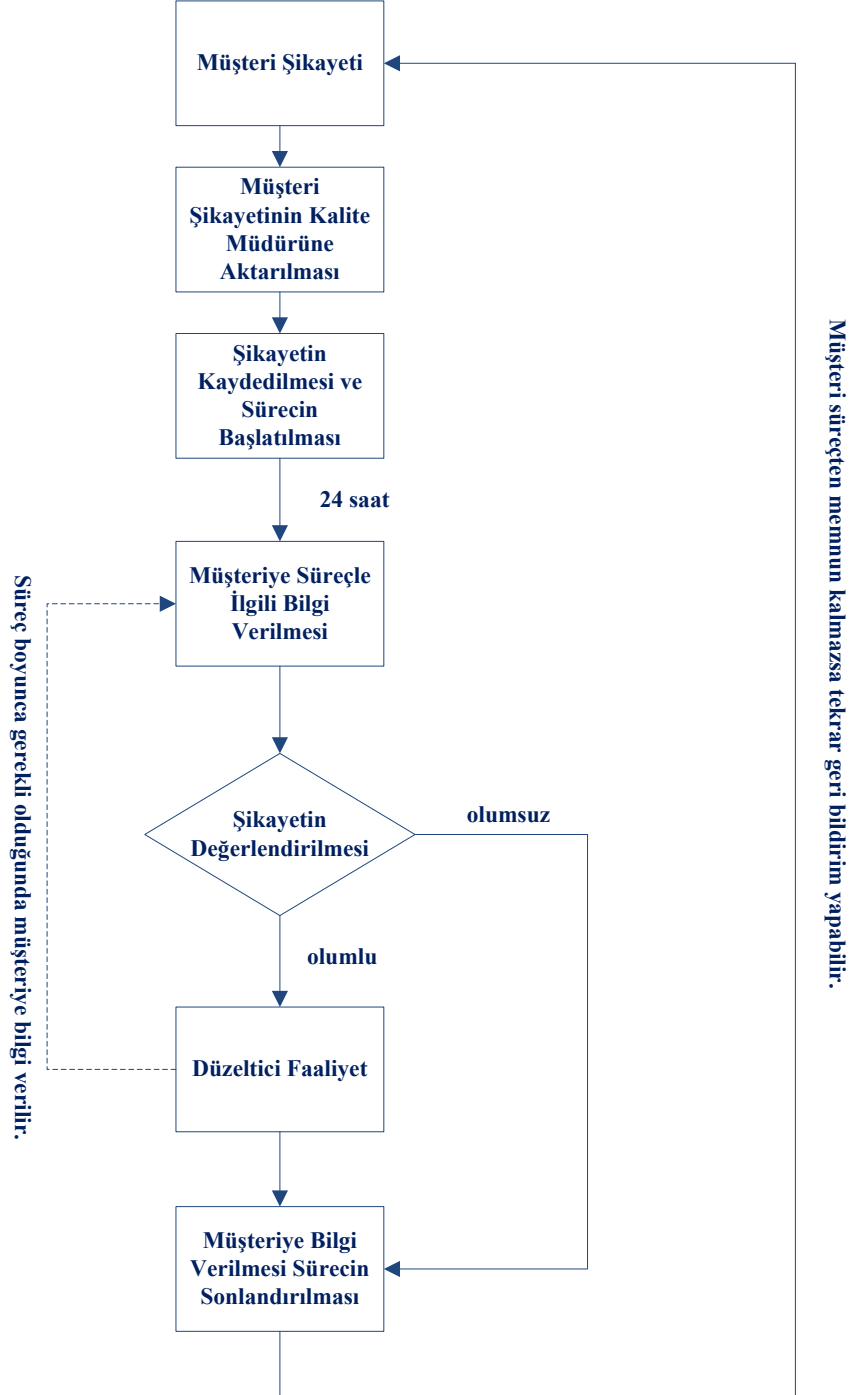 Müşteri Şikayeti
Müşteri
Şikayetinin Kalite
Müdürüne
Aktarılması
Şikayetin
Kaydedilmesi ve
Sürecin
Başlatılması
24 saat
Müşteriye Süreçle
İlgili Bilgi
Verilmesi
Şikayetin
Değerlendirilmesi
olumsuz
olumlu
Düzeltici Faaliyet
Müşteriye Bilgi
Verilmesi Sürecin
Sonlandırılması
Süreç boyunca gerekli olduğunda müşteriye bilgi verilir.
Müşteri süreçten memnun kalmazsa tekrar geri bildirim yapabilir.